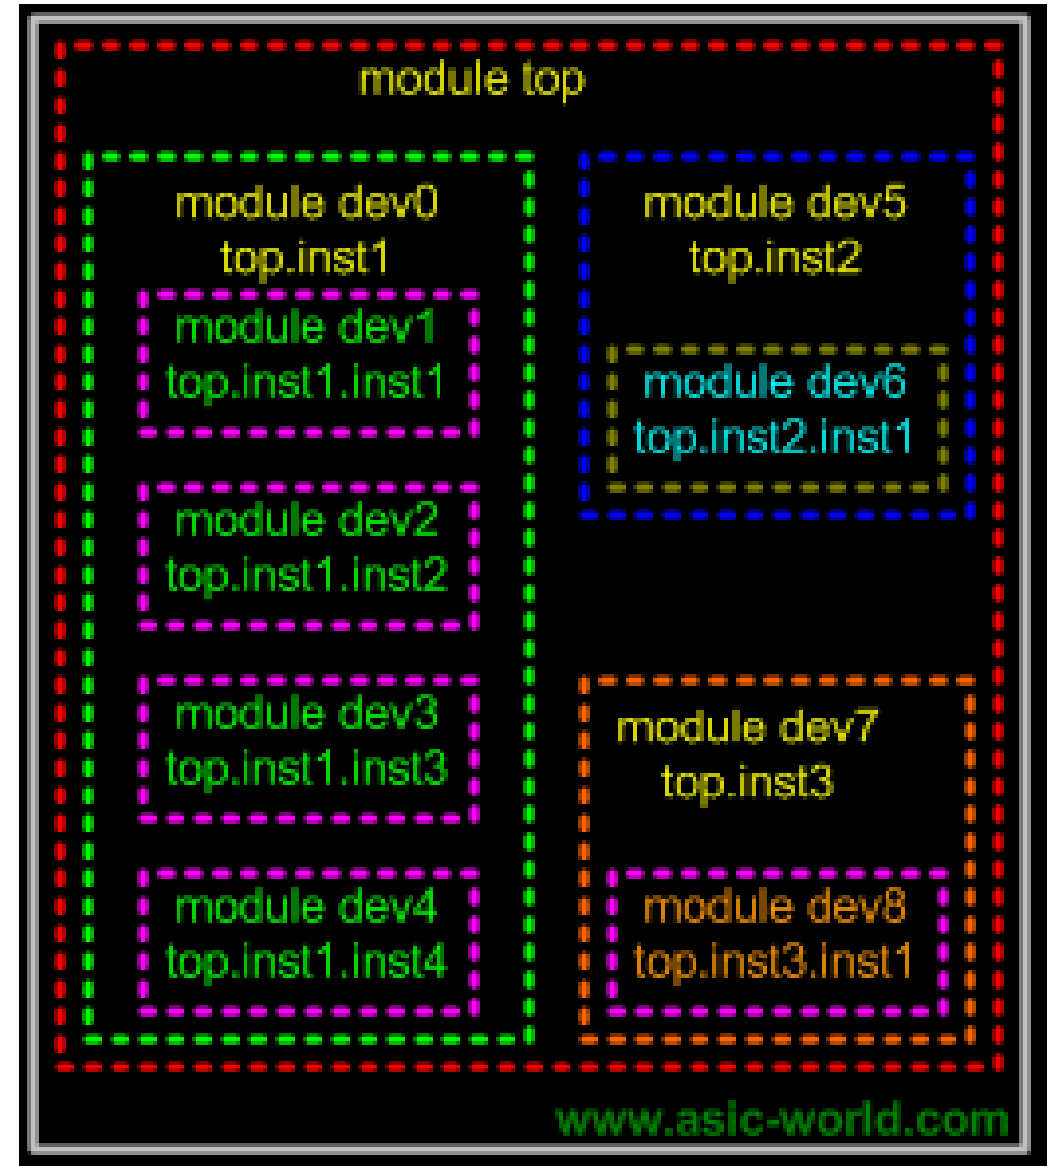 module top
module dev0
top.inst1
module dev1
top.inst1.inst1
module dev2
top.inst1.inst2
module dev3
top.inst1.inst3
module dev4
top.inst1.inst4
module dev5
top.inst2
module dev6
top.inst2.inst1
module dev7
top.inst3
module dev8
top.inst3.inst1
www.asic-world.com